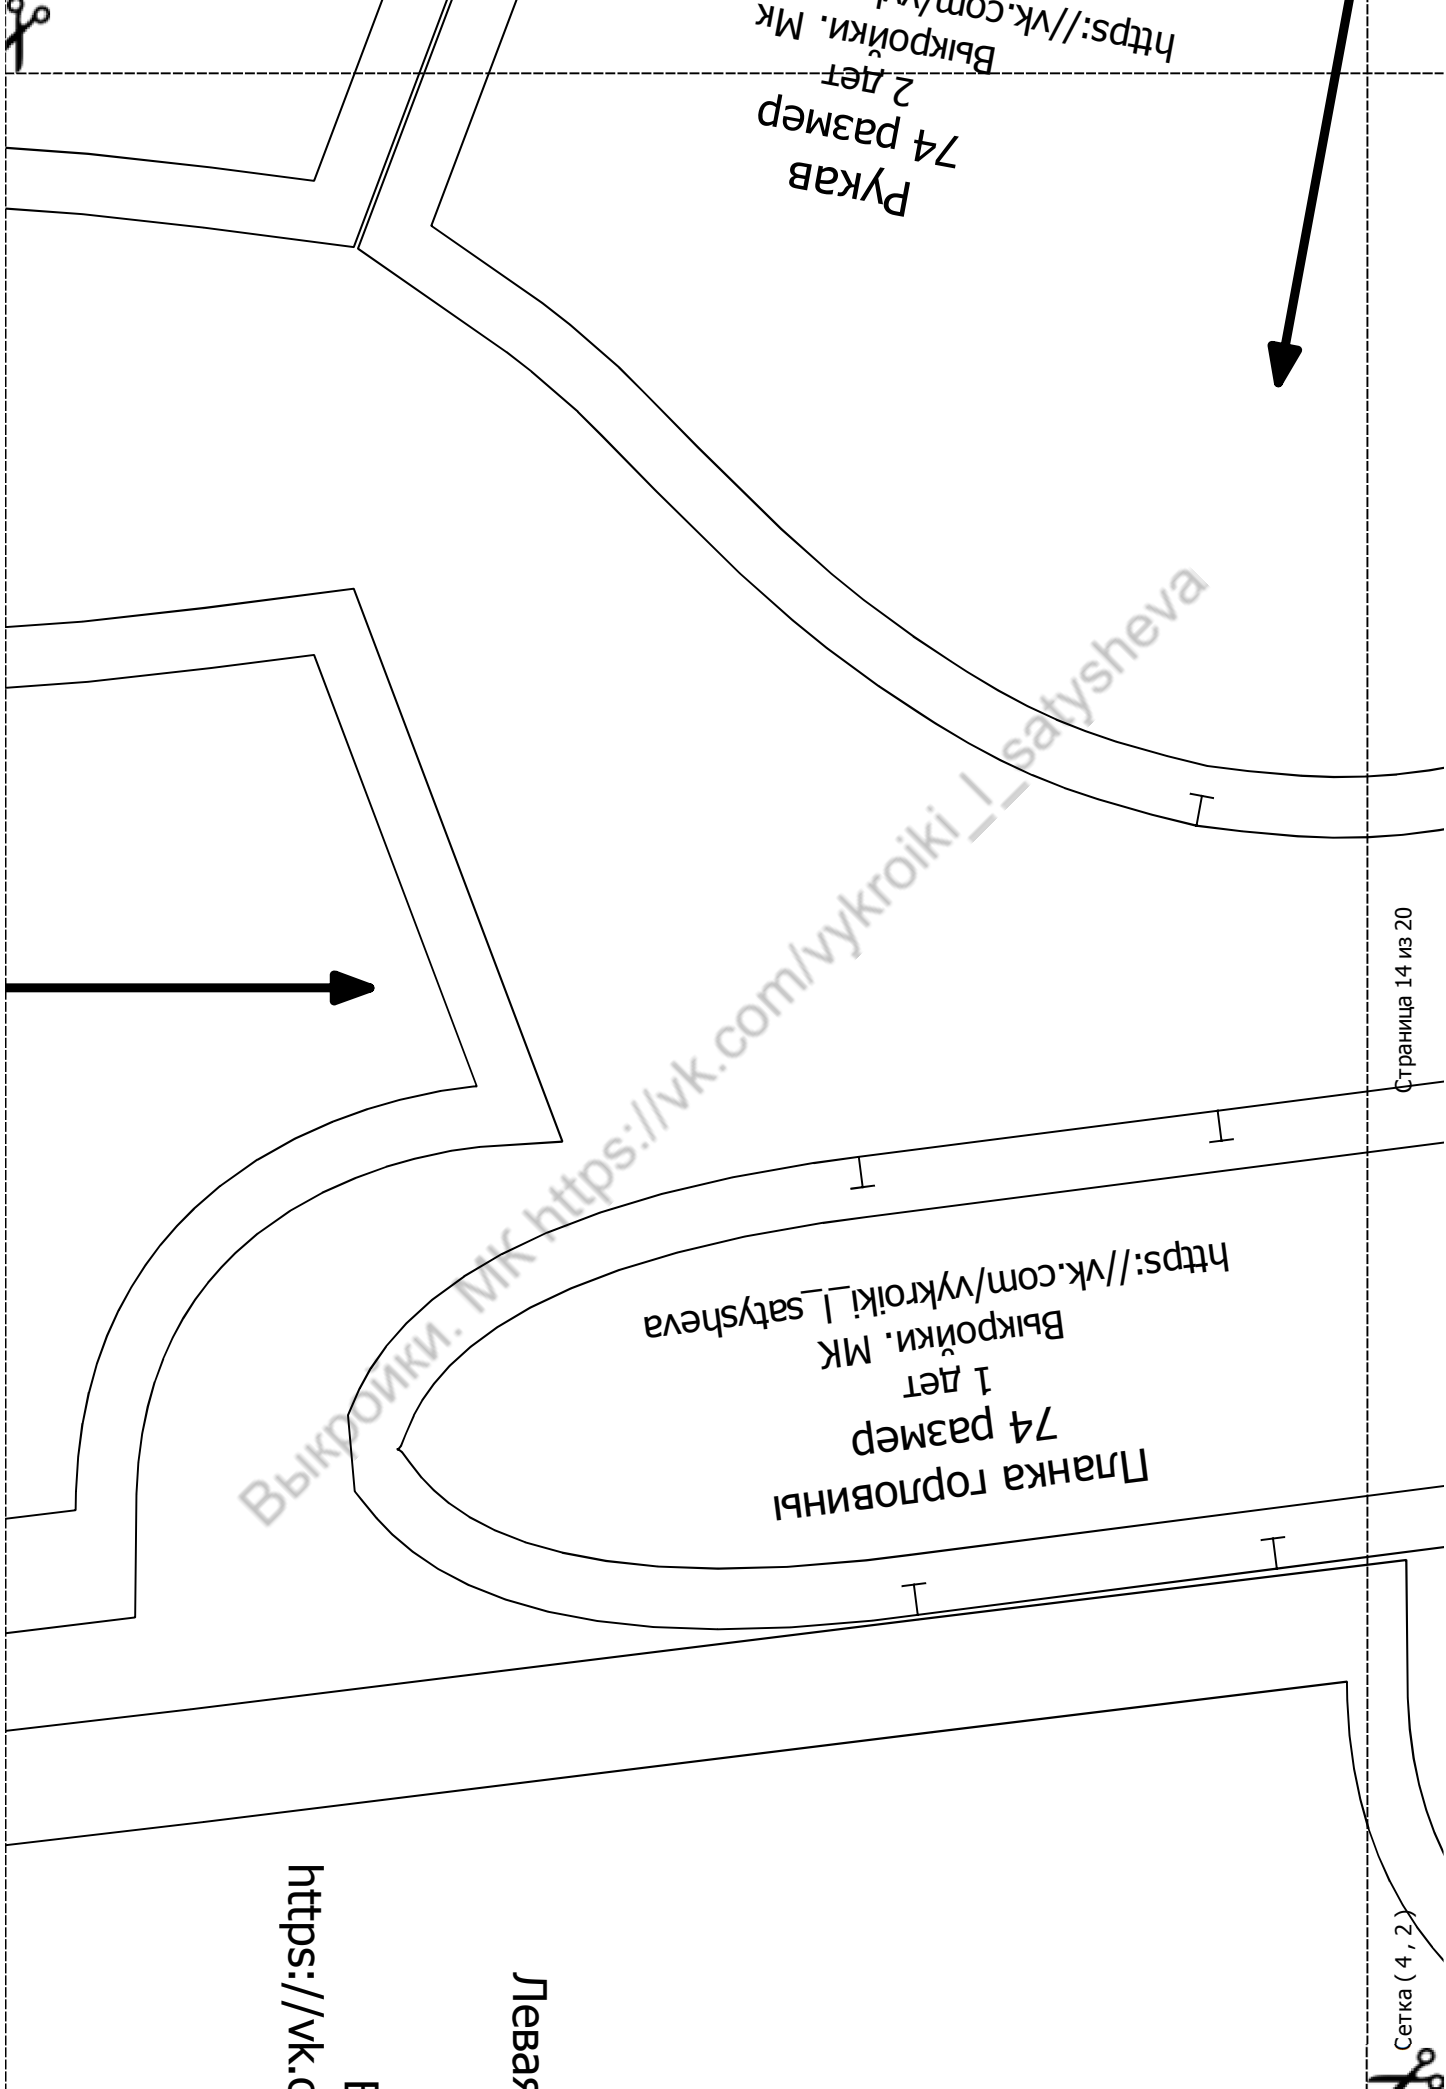 Рукав
74 размер
2 дет
Выкройки. Мк
https://vk.com/
Выкройки. МК https://vk.com/vykroiki_l_satysheva
Страница 14 из 20
Планка горловины
74 размер
1 дет
Выкройки. МК
https://vk.com/vykroiki_l_satysheva
Левая
https://vk.c
Сетка ( 4 , 2 )